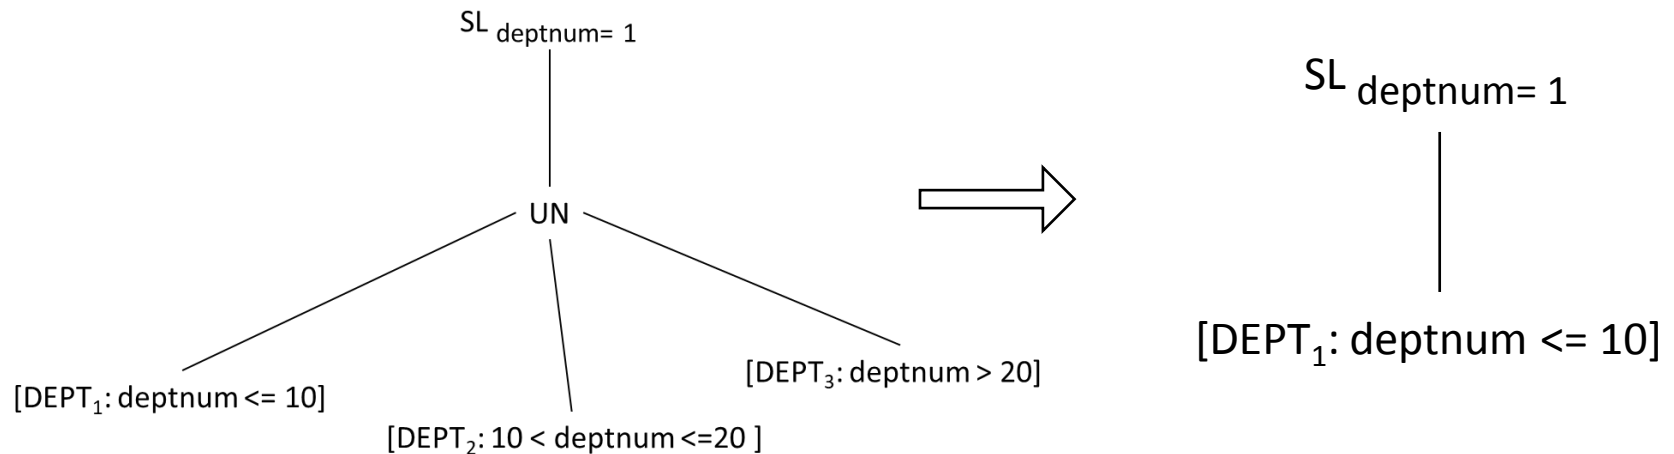 SL deptnum= 1
UN
[DEPT₁: deptnum <= 10]
[DEPT₂: 10 < deptnum <=20 ]
[DEPT₃: deptnum > 20]
SL deptnum= 1
[DEPT₁: deptnum <= 10]